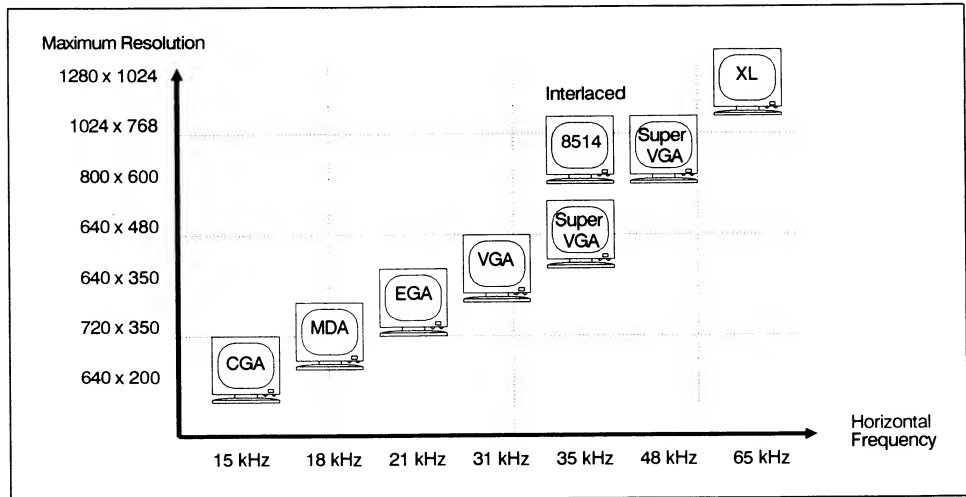 Maximum Resolution
1280 x 1024
XL
Interlaced
1024 x 768
8514
Super
VGA
800 x 600
640 x 480
Super
VGA
VGA
640 x 350
EGA
720 x 350
MDA
CGA
640 x 200
Horizontal
Frequency
15 kHz 18 kHz 21 kHz 31 kHz 35 kHz 48 kHz 65 kHz